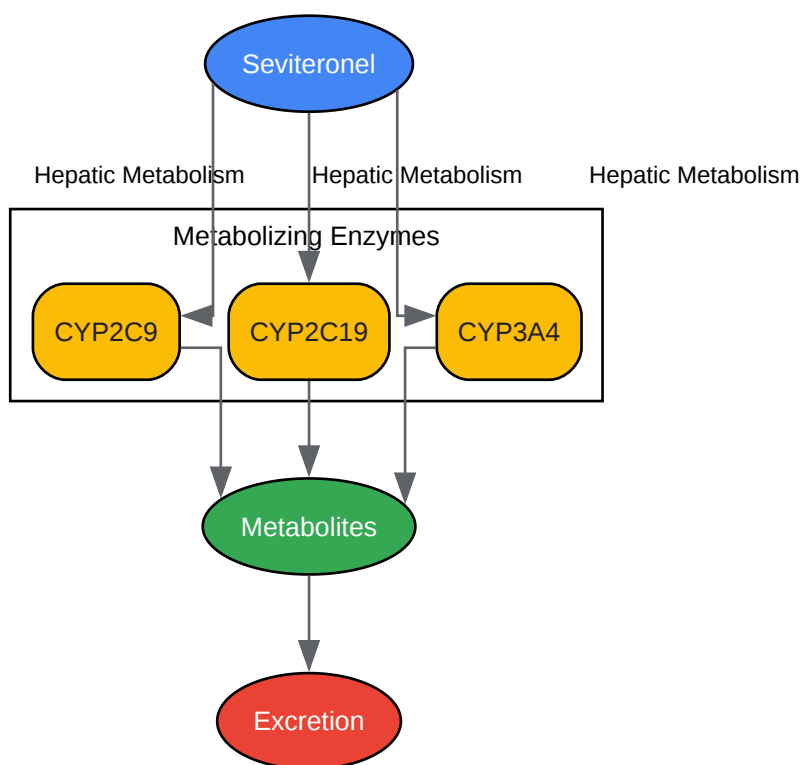 Seviteronel
Hepatic Metabolism Hepatic Metabolism Hepatic Metabolism
Metabolizing Enzymes
CYP2C9 CYP2C19 CYP3A4
Metabolites
Excretion